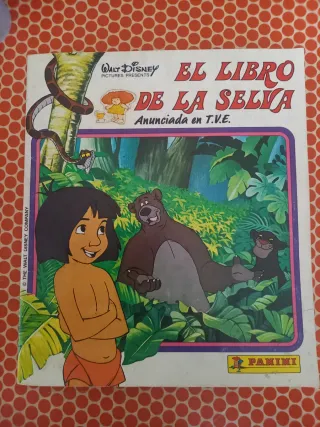 WALT DISNEY
PICTURES PRESENTS
EL LIBRO
DE LA SELVA
Anunciada en T.V.E.
© THE WALT DISNEY COMPANY
PANINI